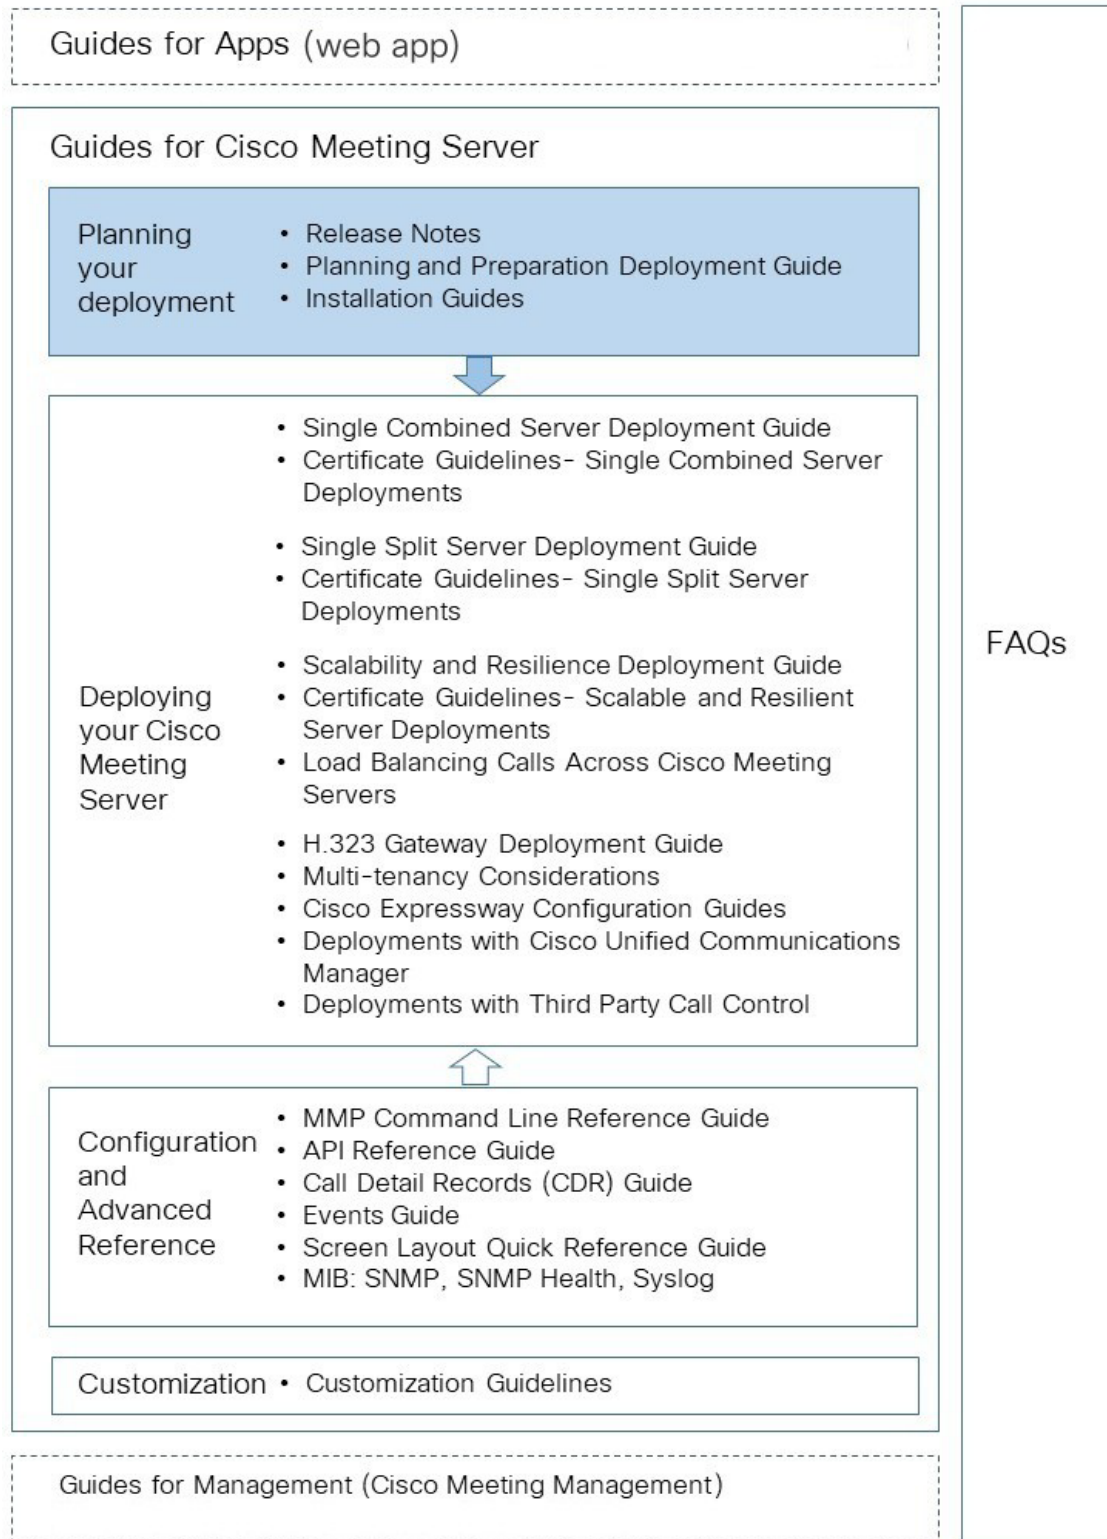 Guides for Apps (web app)
Guides for Cisco Meeting Server
Planning
your
deployment
• Release Notes
• Planning and Preparation Deployment Guide
• Installation Guides
Deploying
your Cisco
Meeting
Server
• Single Combined Server Deployment Guide
• Certificate Guidelines- Single Combined Server
Deployments
• Single Split Server Deployment Guide
• Certificate Guidelines- Single Split Server
Deployments
• Scalability and Resilience Deployment Guide
• Certificate Guidelines- Scalable and Resilient
Server Deployments
• Load Balancing Calls Across Cisco Meeting
Servers
• H.323 Gateway Deployment Guide
• Multi-tenancy Considerations
• Cisco Expressway Configuration Guides
• Deployments with Cisco Unified Communications
Manager
• Deployments with Third Party Call Control
Configuration
and
Advanced
Reference
• MMP Command Line Reference Guide
• API Reference Guide
• Call Detail Records (CDR) Guide
• Events Guide
• Screen Layout Quick Reference Guide
• MIB: SNMP, SNMP Health, Syslog
Customization
• Customization Guidelines
Guides for Management (Cisco Meeting Management)
FAQs